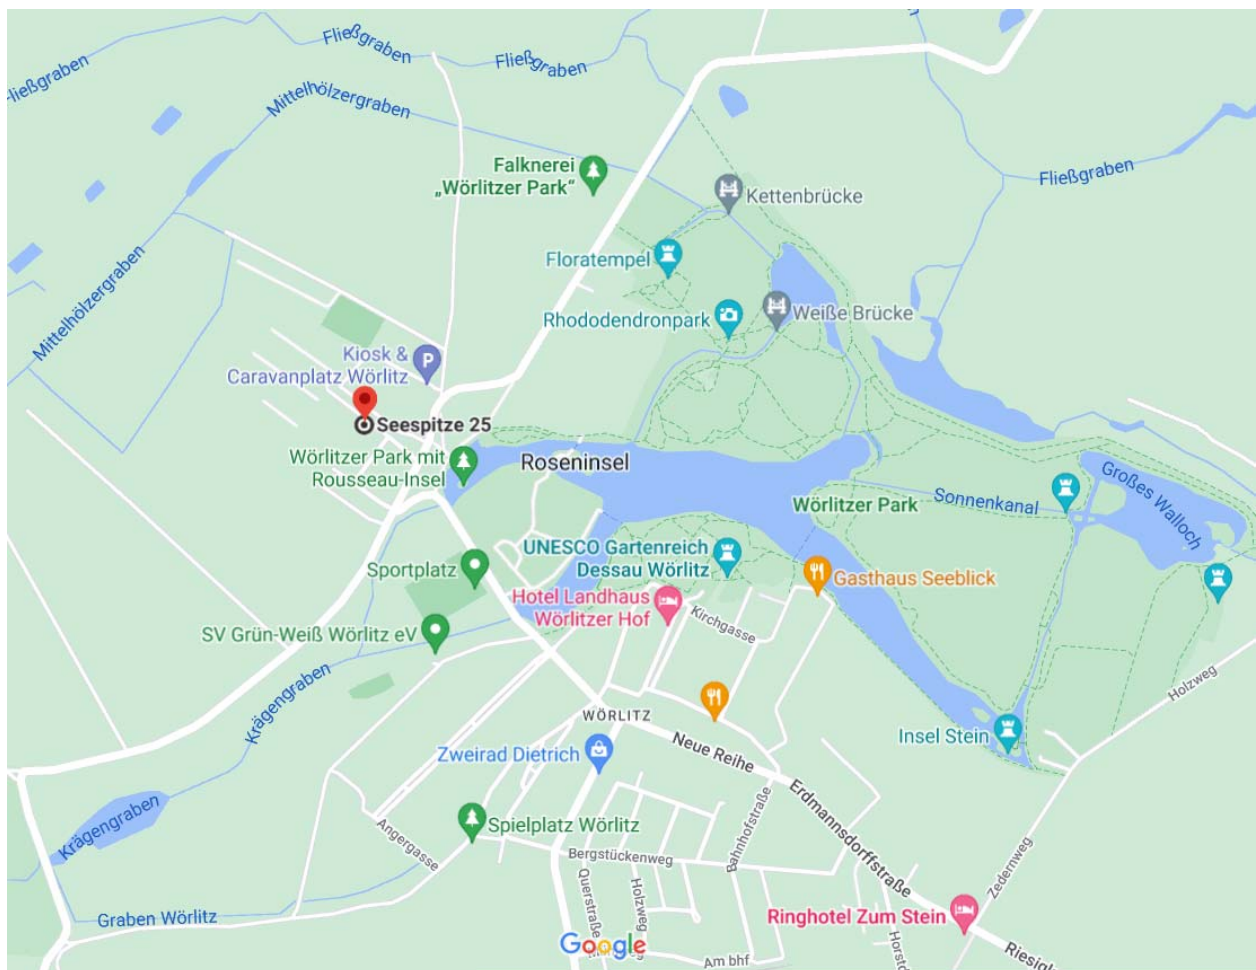 Fließgraben
Fließgraben
Fließgraben
Mittelhölzergraben
Falknerei
„Wörlitzer Park“
Fließgraben
Kettenbrücke
Floratempel
Mittelhölzergraben
Rhododendronpark
Weiße Brücke
Kiosk &
Caravanplatz Wörlitz
P
Seespitze 25
Wörlitzer Park mit
Rousseau-Insel
Roseninsel
Großes Walloch
Sonnenkanal
Wörlitzer Park
UNESCO Gartenreich
Dessau Wörlitz
Gasthaus Seeblick
Sportplatz
Hotel Landhaus
Wörlitzer Hof
Kirchgasse
SV Grün-Weiß Wörlitz eV
Krägengraben
Holzweg
WÖRLITZ
Insel Stein
Neue Reihe
Zweirad Dietrich
Erdmannsdorffstraße
Krägengraben
Angergasse
Spielplatz Wörlitz
Bahnhofstraße
Bergstückenweg
Zedernweg
Querstraße
Holzweg
Graben Wörlitz
Ringhotel Zum Stein
Google
Am bhf